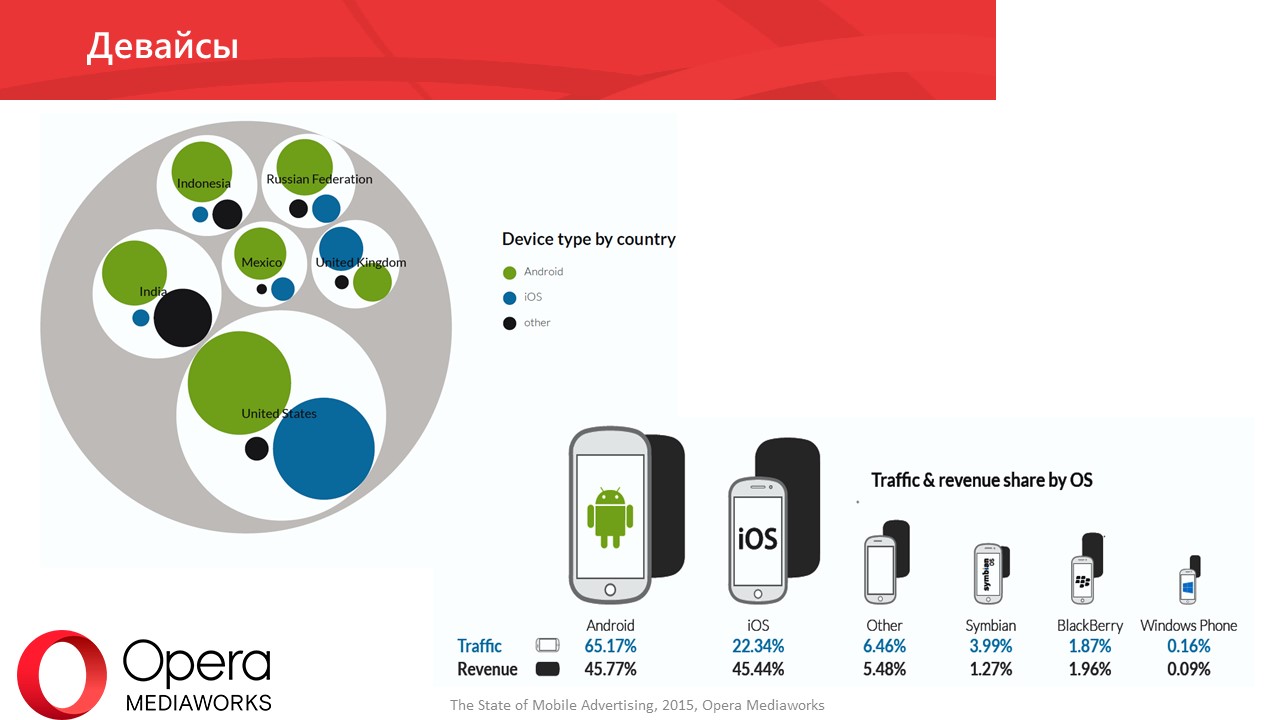 Девайсы
Indonesia
Russian Federation
Mexico
United Kingdom
India
United States
Device type by country
Android
iOS
other
Traffic & revenue share by OS
iOS
symbian
OS
Android iOS Other Symbian BlackBerry Windows Phone
Traffic 65.17% 22.34% 6.46% 3.99% 1.87% 0.16%
Revenue 45.77% 45.44% 5.48% 1.27% 1.96% 0.09%
Opera
MEDIAWORKS
The State of Mobile Advertising, 2015, Opera Mediaworks